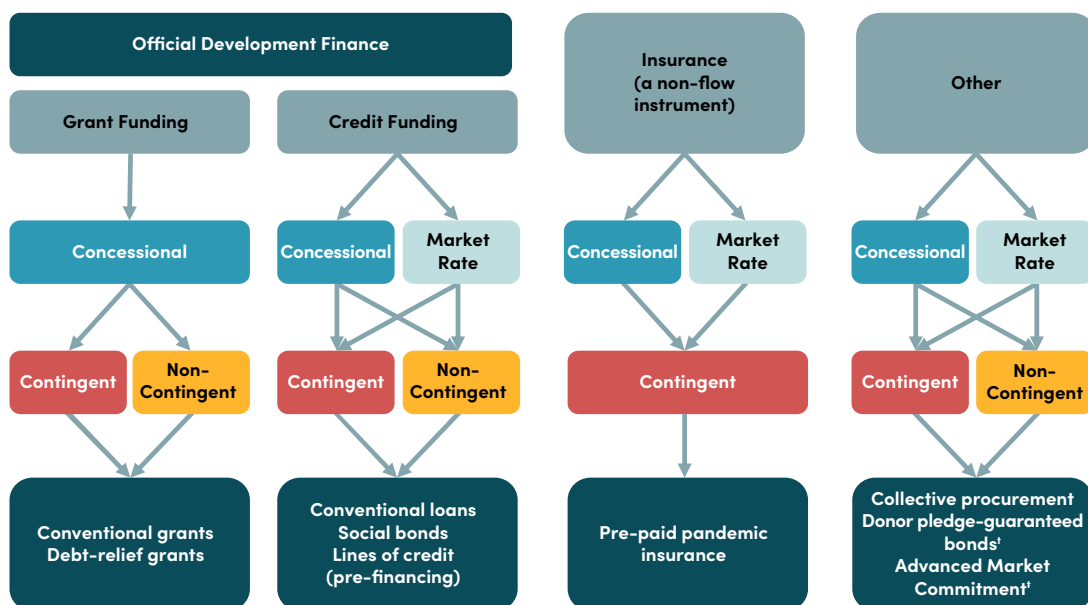 Official Development Finance
Grant Funding
Credit Funding
Insurance
(a non-flow
instrument)
Other
Concessional
Concessional
Market
Rate
Concessional
Market
Rate
Concessional
Market
Rate
Contingent
Non-
Contingent
Contingent
Non-
Contingent
Contingent
Contingent
Non-
Contingent
Conventional grants
Debt-relief grants
Conventional loans
Social bonds
Lines of credit
(pre-financing)
Pre-paid pandemic
insurance
Collective procurement
Donor pledge-guaranteed
bonds†
Advanced Market
Commitment‡